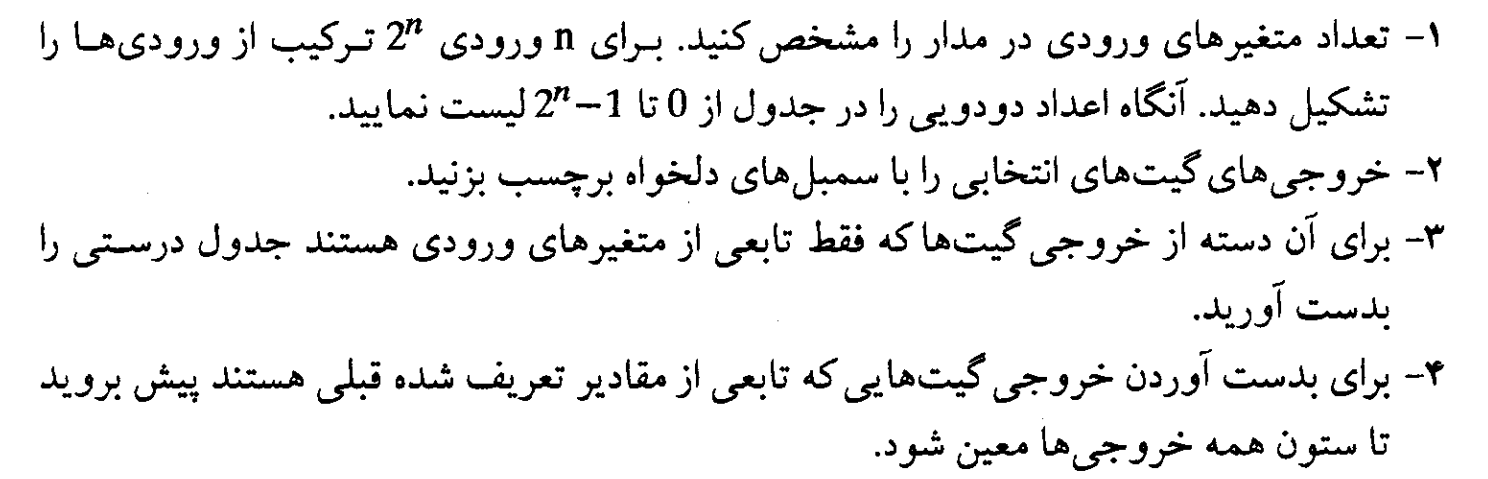 ۱- تعداد متغیرهای ورودی در مدار را مشخص کنید. برای n ورودی 2ⁿ ترکیب از ورودی‌ها را
تشکیل دهید. آنگاه اعداد دودویی را در جدول از 0 تا 2ⁿ−1 لیست نمایید.
۲- خروجی‌های گیت‌های انتخابی را با سمبل‌های دلخواه برچسب بزنید.
۳- برای آن دسته از خروجی گیت‌ها که فقط تابعی از متغیرهای ورودی هستند جدول درستی را
بدست آورید.
۴- برای بدست آوردن خروجی گیت‌هایی که تابعی از مقادیر تعریف شده قبلی هستند پیش بروید
تا ستون همه خروجی‌ها معین شود.